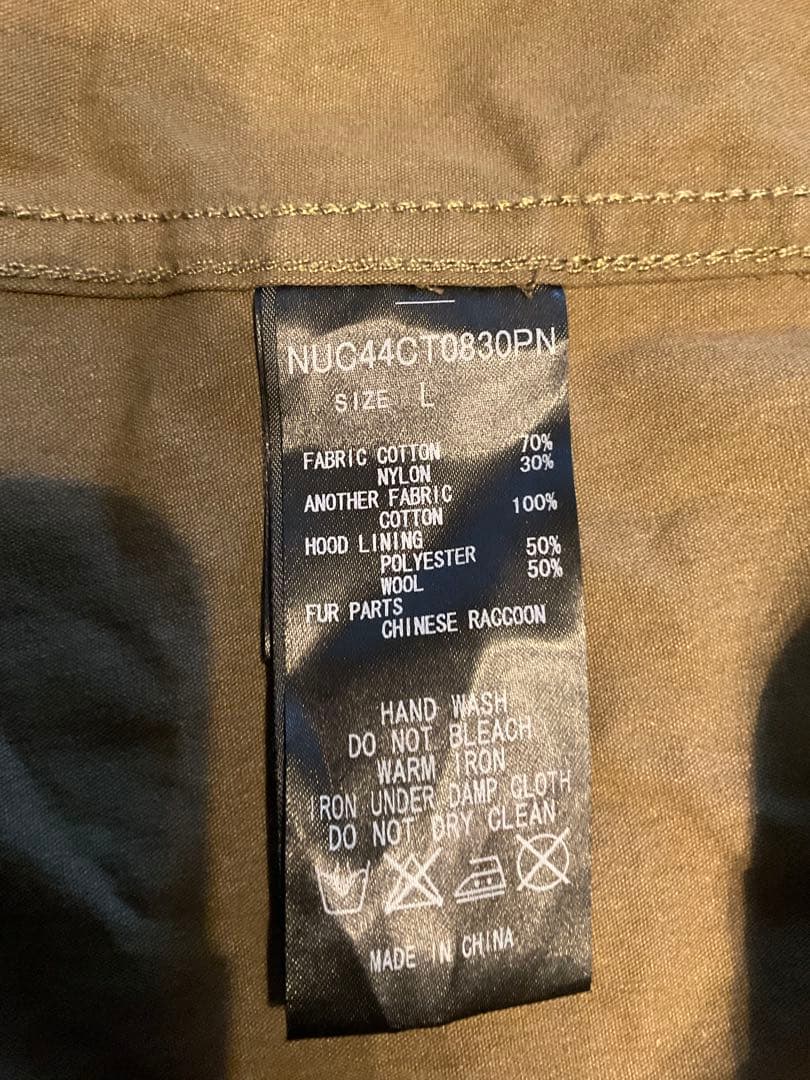 NUC44CT0830PN
SIZE L
FABRIC COTTON 70%
NYLON 30%
ANOTHER FABRIC
COTTON 100%
HOOD LINING
POLYESTER 50%
WOOL 50%
FUR PARTS
CHINESE RACCOON
HAND WASH
DO NOT BLEACH
WARM IRON
IRON UNDER DAMP CLOTH
DO NOT DRY CLEAN
MADE IN CHINA